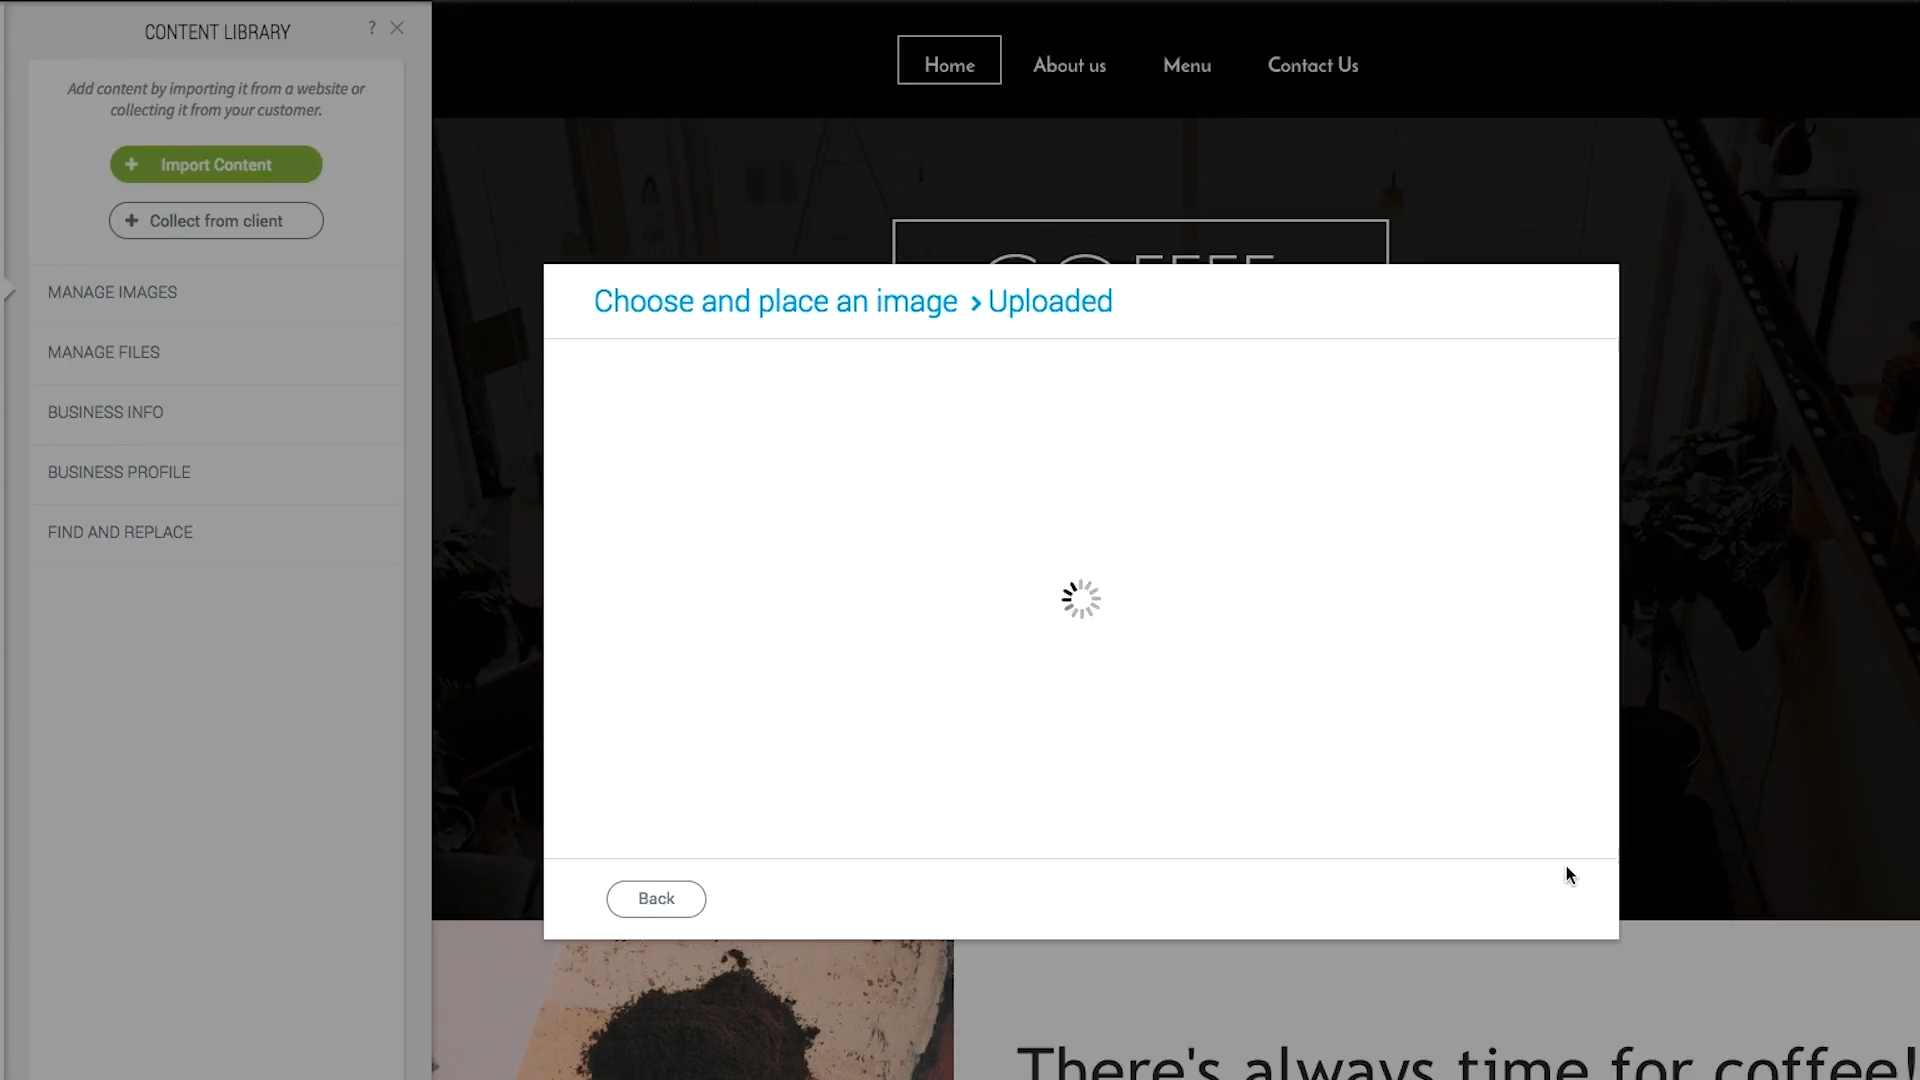 CONTENT LIBRARY
?
Add content by importing it from a website or
collecting it from your customer.
+ Import Content
+ Collect from client
MANAGE IMAGES
MANAGE FILES
BUSINESS INFO
BUSINESS PROFILE
FIND AND REPLACE
Home
About us
Menu
Contact Us
COFFEE
Choose and place an image > Uploaded
Back
There's always time for coffee!